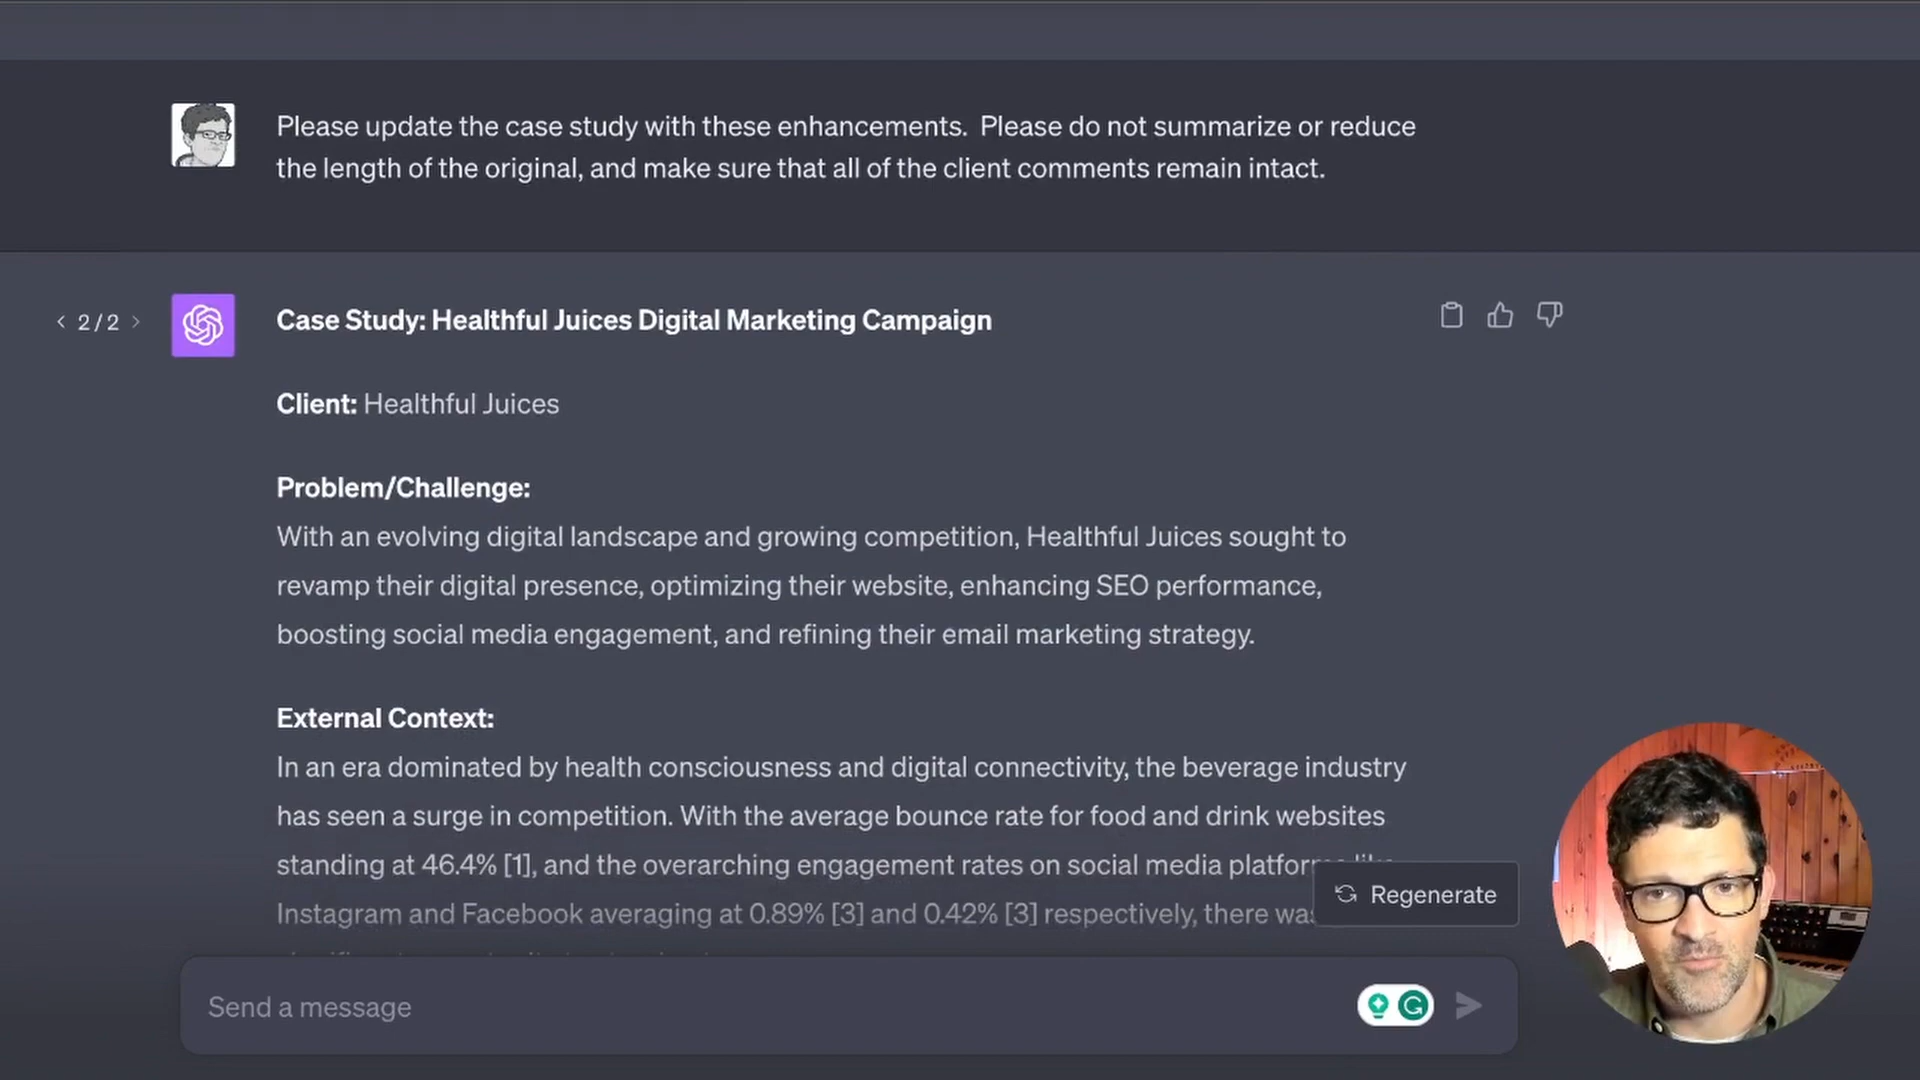 Please update the case study with these enhancements.  Please do not summarize or reduce
the length of the original, and make sure that all of the client comments remain intact.
2 / 2
Case Study: Healthful Juices Digital Marketing Campaign
Client: Healthful Juices
Problem/Challenge:
With an evolving digital landscape and growing competition, Healthful Juices sought to
revamp their digital presence, optimizing their website, enhancing SEO performance,
boosting social media engagement, and refining their email marketing strategy.
External Context:
In an era dominated by health consciousness and digital connectivity, the beverage industry
has seen a surge in competition. With the average bounce rate for food and drink websites
standing at 46.4% [1], and the overarching engagement rates on social media
Instagram and Facebook averaging at 0.89% [3] and 0.42% [3] respectively, there
Regenerate
Send a message